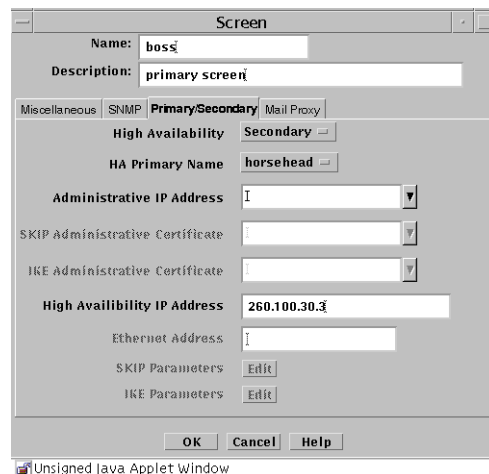 Screen
Name: boss
Description: primary screen
Miscellaneous SNMP Primary/Secondary Mail Proxy
High Availability Secondary
HA Primary Name horsehead
Administrative IP Address
SKIP Administrative Certificate
IKE Administrative Certificate
High Availibility IP Address 260.100.30.3
Ethernet Address
SKIP Parameters Edit
IKE Parameters Edit
OK Cancel Help
Unsigned Java Applet Window